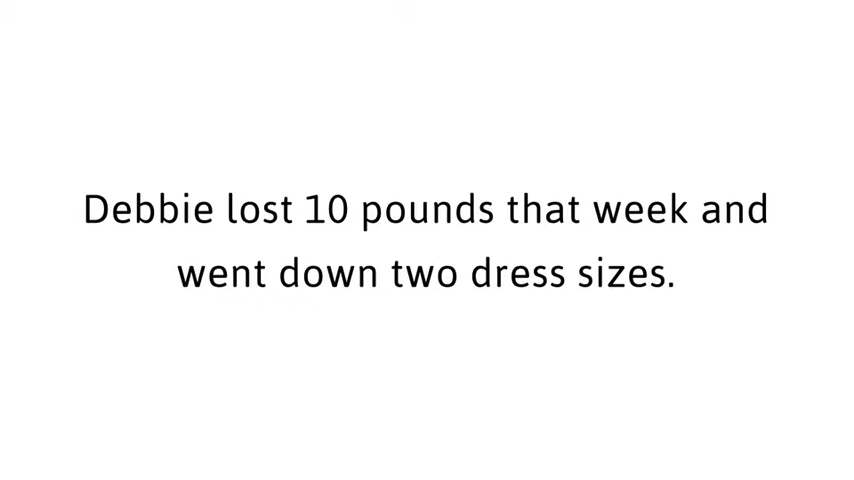 Debbie lost 10 pounds that week and
went down two dress sizes.